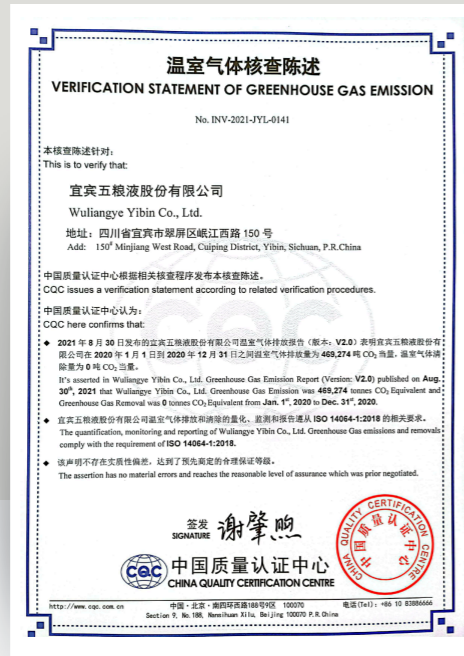 温室气体核查陈述
VERIFICATION STATEMENT OF GREENHOUSE GAS EMISSION
No. INV-2021-JYL-0141
本核查陈述针对：
This is to verify that:
宜宾五粮液股份有限公司
Wuliangye Yibin Co., Ltd.
地址：四川省宜宾市翠屏区岷江西路 150 号
Add: 150# Minjiang West Road, Cuiping District, Yibin, Sichuan, P.R.China
中国质量认证中心根据相关核查程序发布本核查陈述。
CQC issues a verification statement according to related verification procedures.
中国质量认证中心认为：
CQC here confirms that:
◆ 2021 年 8 月 30 日发布的宜宾五粮液股份有限公司温室气体排放报告（版本：V2.0）表明宜宾五粮液股份有
限公司在 2020 年 1 月 1 日到 2020 年 12 月 31 日之间温室气体排放量为 469,274 吨 CO₂ 当量，温室气体清
除量为 0 吨 CO₂ 当量。
It's asserted in Wuliangye Yibin Co., Ltd. Greenhouse Gas Emission Report (Version: V2.0) published on Aug.
30th, 2021 that Wuliangye Yibin Co., Ltd. Greenhouse Gas Emission was 469,274 tonnes CO₂ Equivalent and
Greenhouse Gas Removal was 0 tonnes CO₂ Equivalent from Jan. 1st, 2020 to Dec. 31st, 2020.
◆ 宜宾五粮液股份有限公司温室气体排放和清除的量化、监测和报告遵从 ISO 14064-1:2018 的相关要求。
The quantification, monitoring and reporting of Wuliangye Yibin Co., Ltd. Greenhouse Gas emissions and removals
comply with the requirement of ISO 14064-1:2018.
◆ 该声明不存在实质性偏差，达到了预先商定的合理保证等级。
The assertion has no material errors and reaches the reasonable level of assurance which was prior negotiated.
签发
SIGNATURE 谢肇煦
CQC 中国质量认证中心
CHINA QUALITY CERTIFICATION CENTRE
CHINA QUALITY CERTIFICATION CENTRE
中国质量认证中心
http://www.cqc.com.cn
中国·北京·南四环西路188号9区 100070
电话(Tel)：+86 10 83886666
Section 9, No.188, Nansihuan Xilu, Beijing 100070 P.R.China
CQC